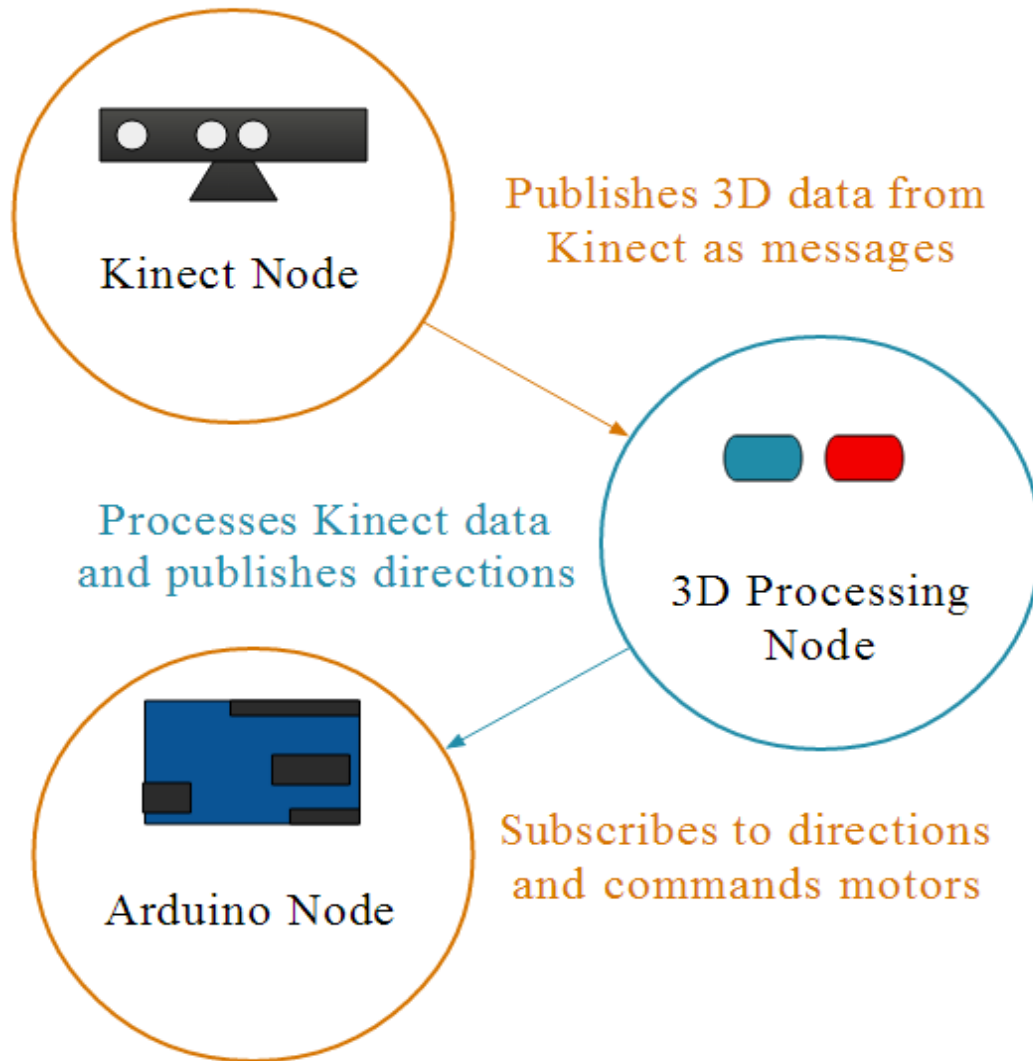 Kinect Node
Publishes 3D data from
Kinect as messages
3D Processing
Node
Processes Kinect data
and publishes directions
Arduino Node
Subscribes to directions
and commands motors